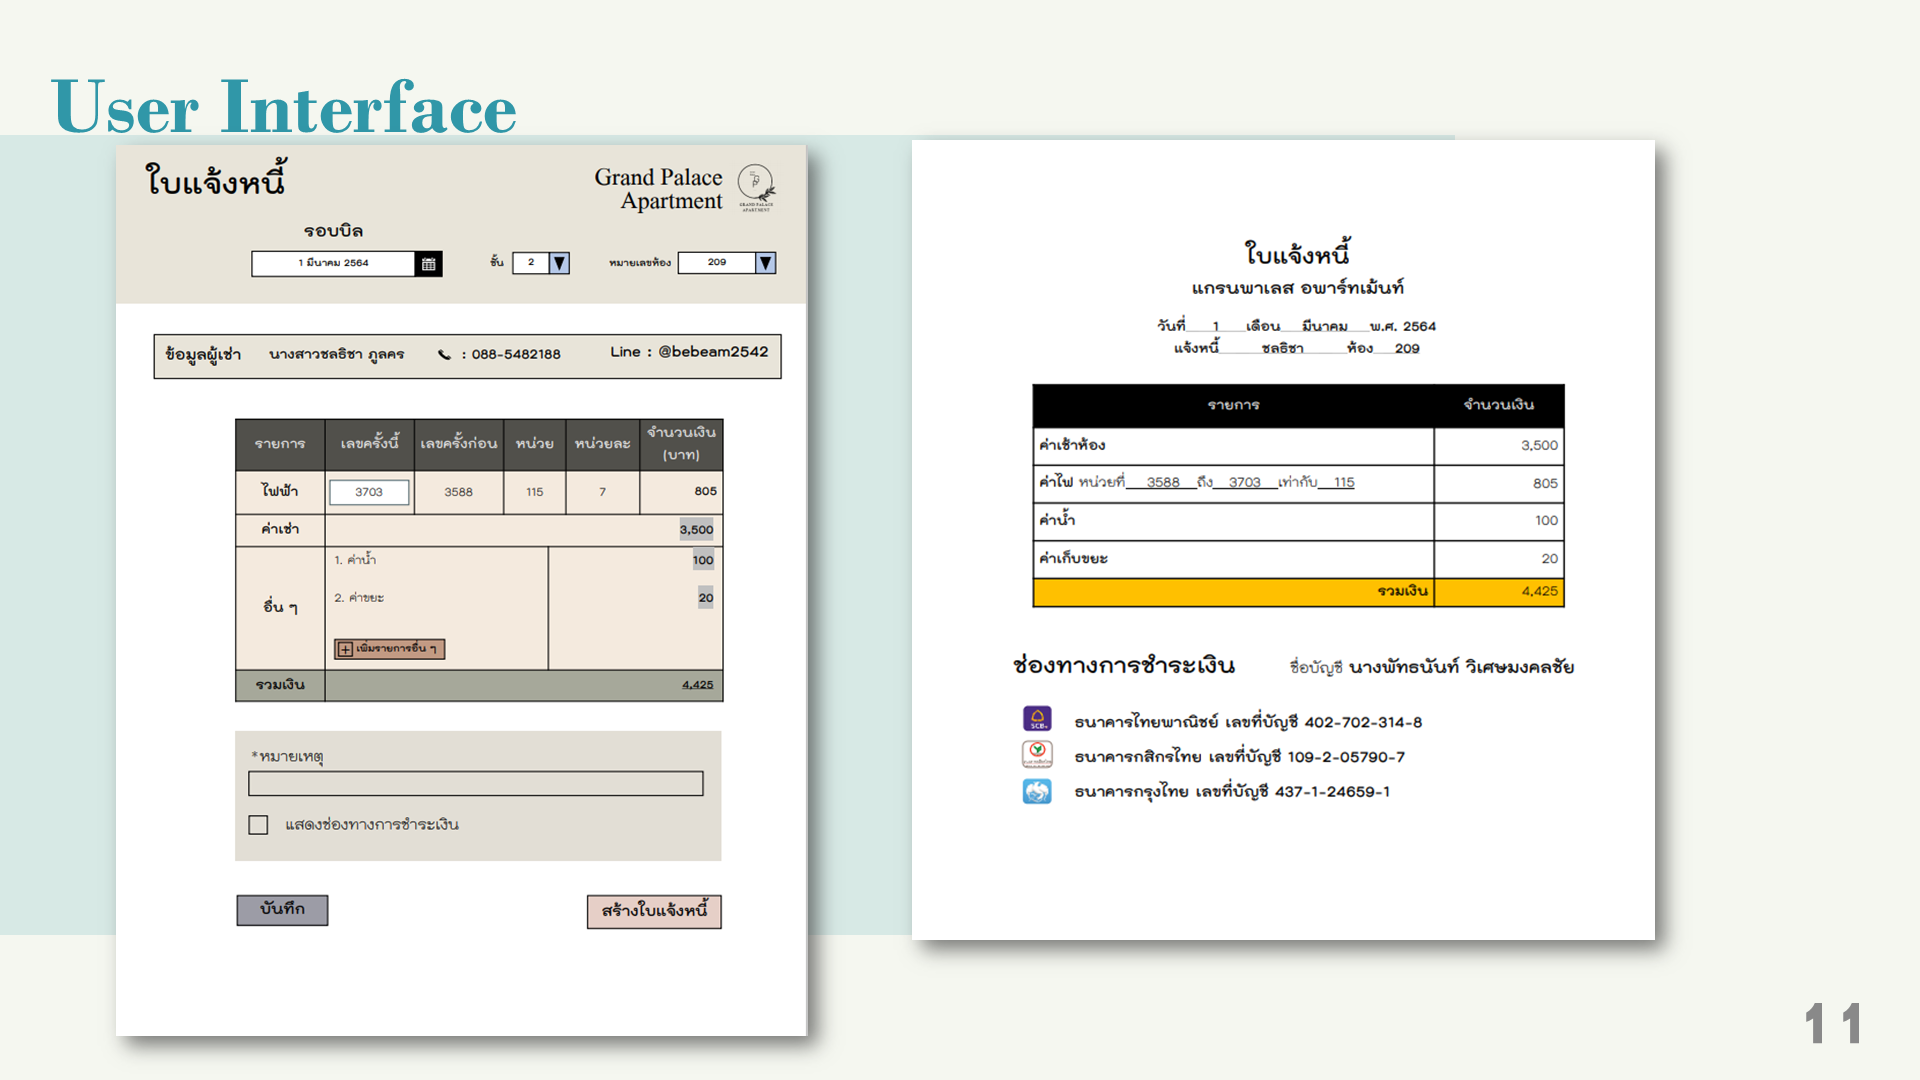 User Interface
ใบแจ้งหนี้
Grand Palace
Apartment
GRAND PALACE
APARTMENT
รอบบิล
1 มีนาคม 2564
ชั้น 2
หมายเลขห้อง 209
ข้อมูลผู้เช่า นางสาวชลธิชา ภูลคร : 088-5482188 Line : @bebeam2542
รายการ เลขครั้งนี้ เลขครั้งก่อน หน่วย หน่วยละ จำนวนเงิน (บาท)
ไฟฟ้า 3703 3588 115 7 805
ค่าเช่า 3,500
อื่น ๆ
1. ค่าน้ำ 100
2. ค่าขยะ 20
เพิ่มรายการอื่น ๆ
รวมเงิน 4,425
*หมายเหตุ
แสดงช่องทางการชำระเงิน
บันทึก
สร้างใบแจ้งหนี้
ใบแจ้งหนี้
แกรนพาเลส อพาร์ทเม้นท์
วันที่ 1 เดือน มีนาคม พ.ศ. 2564
แจ้งหนี้ ชลธิชา ห้อง 209
รายการ จำนวนเงิน
ค่าเช้าห้อง 3,500
ค่าไฟ หน่วยที่ 3588 ถึง 3703 เท่ากับ 115 805
ค่าน้ำ 100
ค่าเก็บขยะ 20
รวมเงิน 4,425
ช่องทางการชำระเงิน ชื่อบัญชี นางพัทธนันท์ วิเศษมงคลชัย
SCB
ธนาคารไทยพาณิชย์ เลขที่บัญชี 402-702-314-8
ธนาคารกสิกรไทย เลขที่บัญชี 109-2-05790-7
ธนาคารกรุงไทย เลขที่บัญชี 437-1-24659-1
11